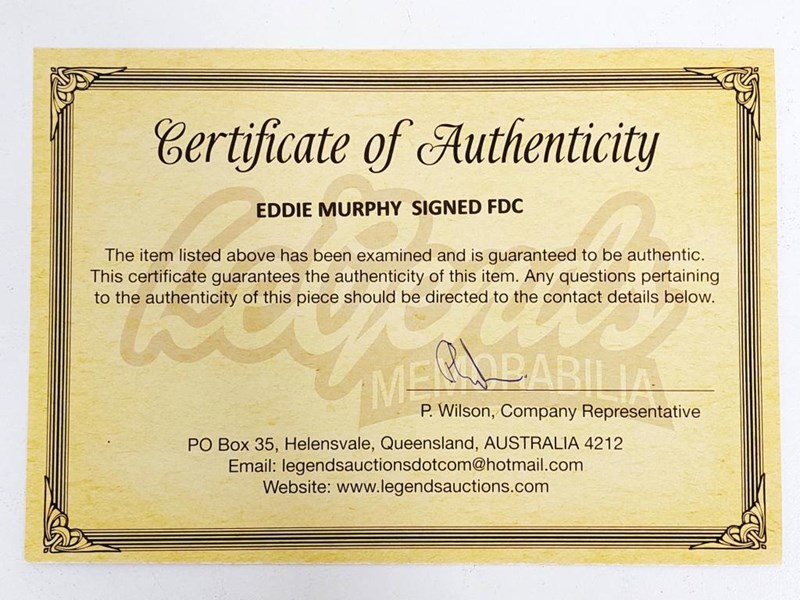 Certificate of Authenticity
EDDIE MURPHY SIGNED FDC
The item listed above has been examined and is guaranteed to be authentic.
This certificate guarantees the authenticity of this item. Any questions pertaining
to the authenticity of this piece should be directed to the contact details below.
Legends
MEMORABILIA
P. Wilson, Company Representative
PO Box 35, Helensvale, Queensland, AUSTRALIA 4212
Email: legendsauctionsdotcom@hotmail.com
Website: www.legendsauctions.com